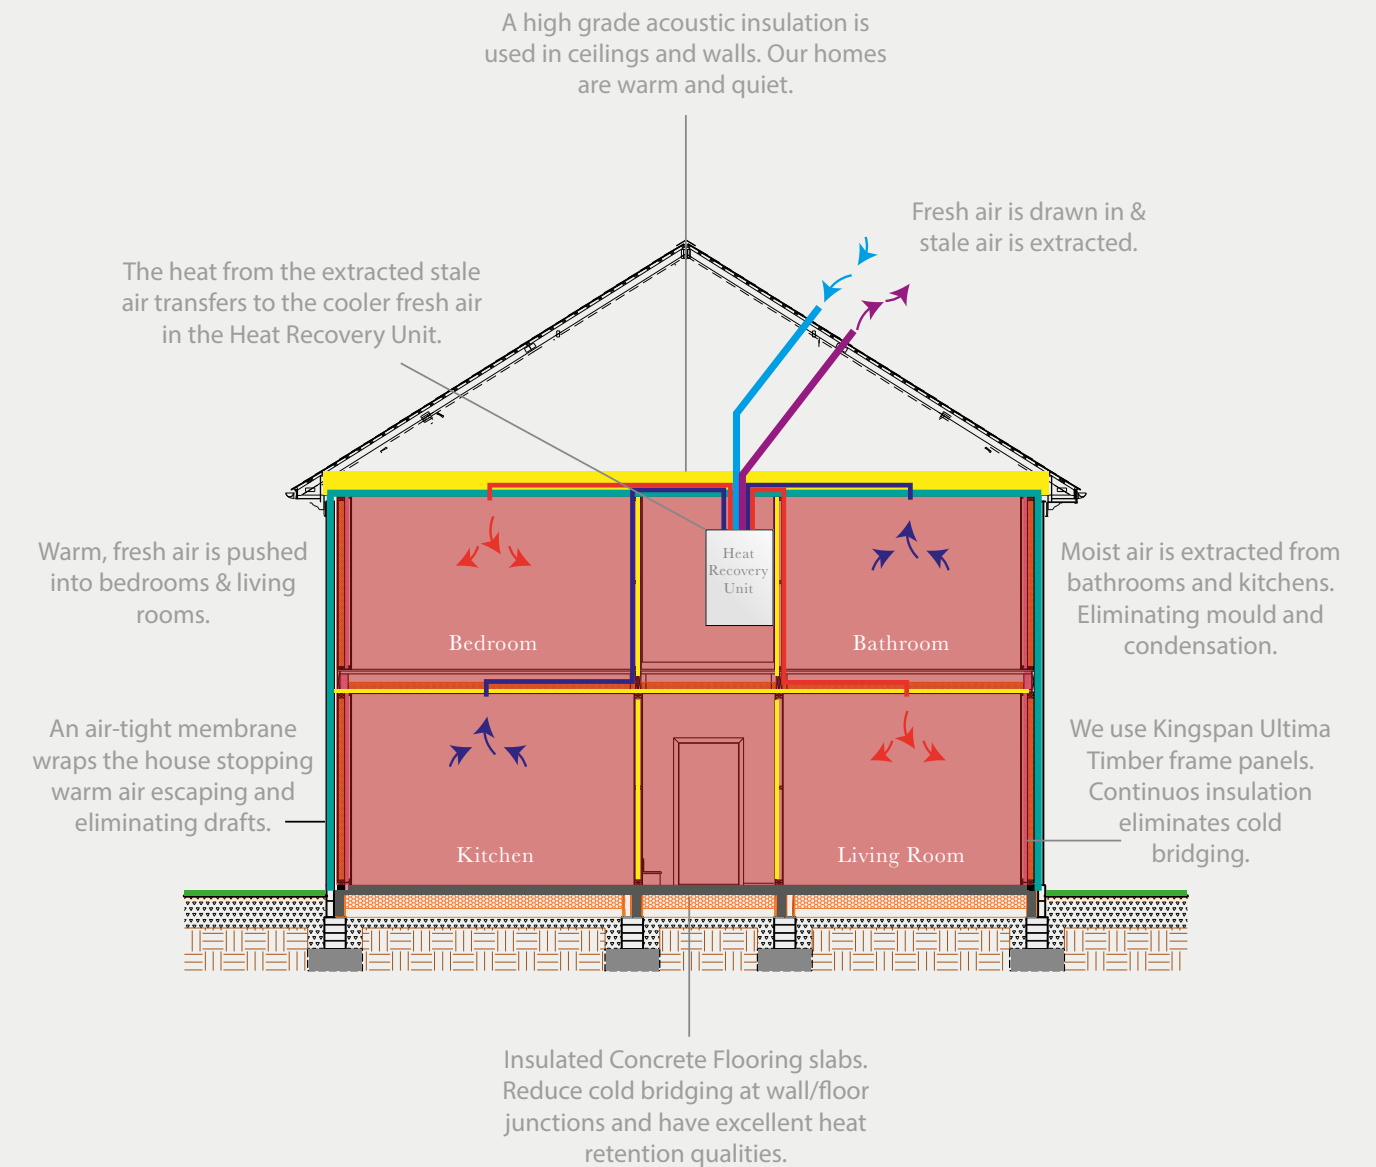 A high grade acoustic insulation is
used in ceilings and walls. Our homes
are warm and quiet.
Fresh air is drawn in &
stale air is extracted.
The heat from the extracted stale
air transfers to the cooler fresh air
in the Heat Recovery Unit.
Heat
Recovery
Unit
Warm, fresh air is pushed
into bedrooms & living
rooms.
Moist air is extracted from
bathrooms and kitchens.
Eliminating mould and
condensation.
Bedroom
Bathroom
An air-tight membrane
wraps the house stopping
warm air escaping and
eliminating drafts.
We use Kingspan Ultima
Timber frame panels.
Continuos insulation
eliminates cold
bridging.
Kitchen
Living Room
Insulated Concrete Flooring slabs.
Reduce cold bridging at wall/floor
junctions and have excellent heat
retention qualities.